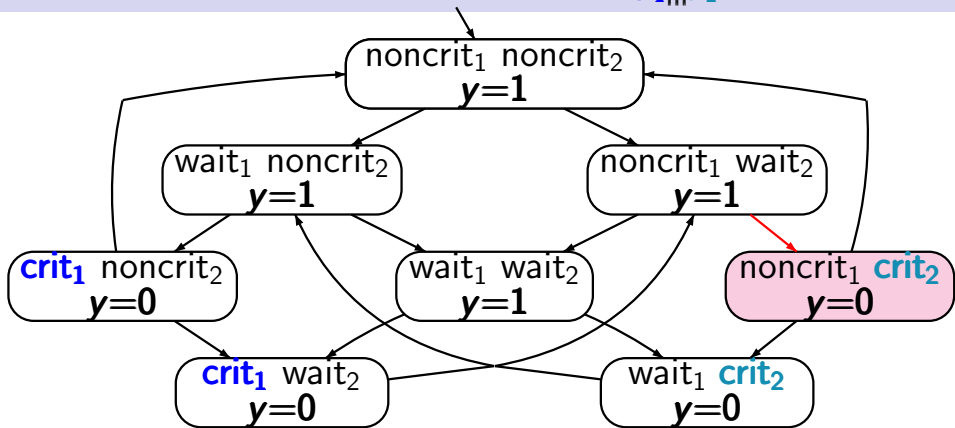 noncrit₁ noncrit₂
y=1
wait₁ noncrit₂
y=1
noncrit₁ wait₂
y=1
crit₁ noncrit₂
y=0
wait₁ wait₂
y=1
noncrit₁ crit₂
y=0
crit₁ wait₂
y=0
wait₁ crit₂
y=0